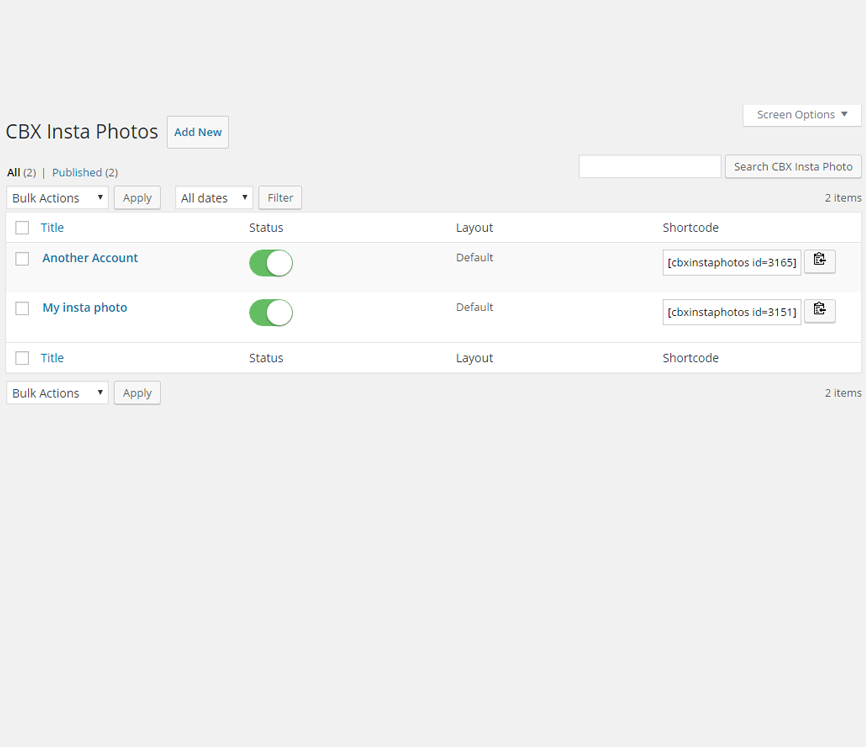 Screen Options
CBX Insta Photos Add New
All (2) | Published (2)
Search CBX Insta Photo
Bulk Actions Apply All dates Filter 2 items
Title Status Layout Shortcode
Another Account Default [cbxinstaphotos id=3165]
My insta photo Default [cbxinstaphotos id=3151]
Title Status Layout Shortcode
Bulk Actions Apply 2 items